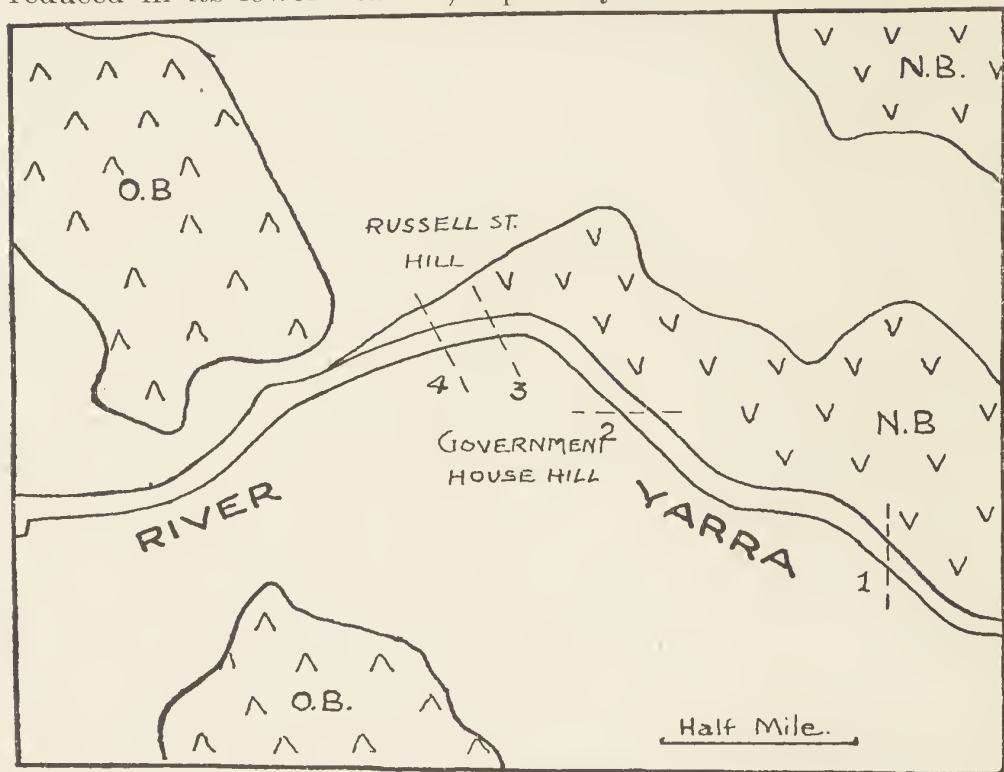 N.B.
O.B
RUSSELL ST.
HILL
4
3
2
GOVERNMENT
HOUSE HILL
N.B
RIVER
YARRA
1
O.B.
Half Mile.